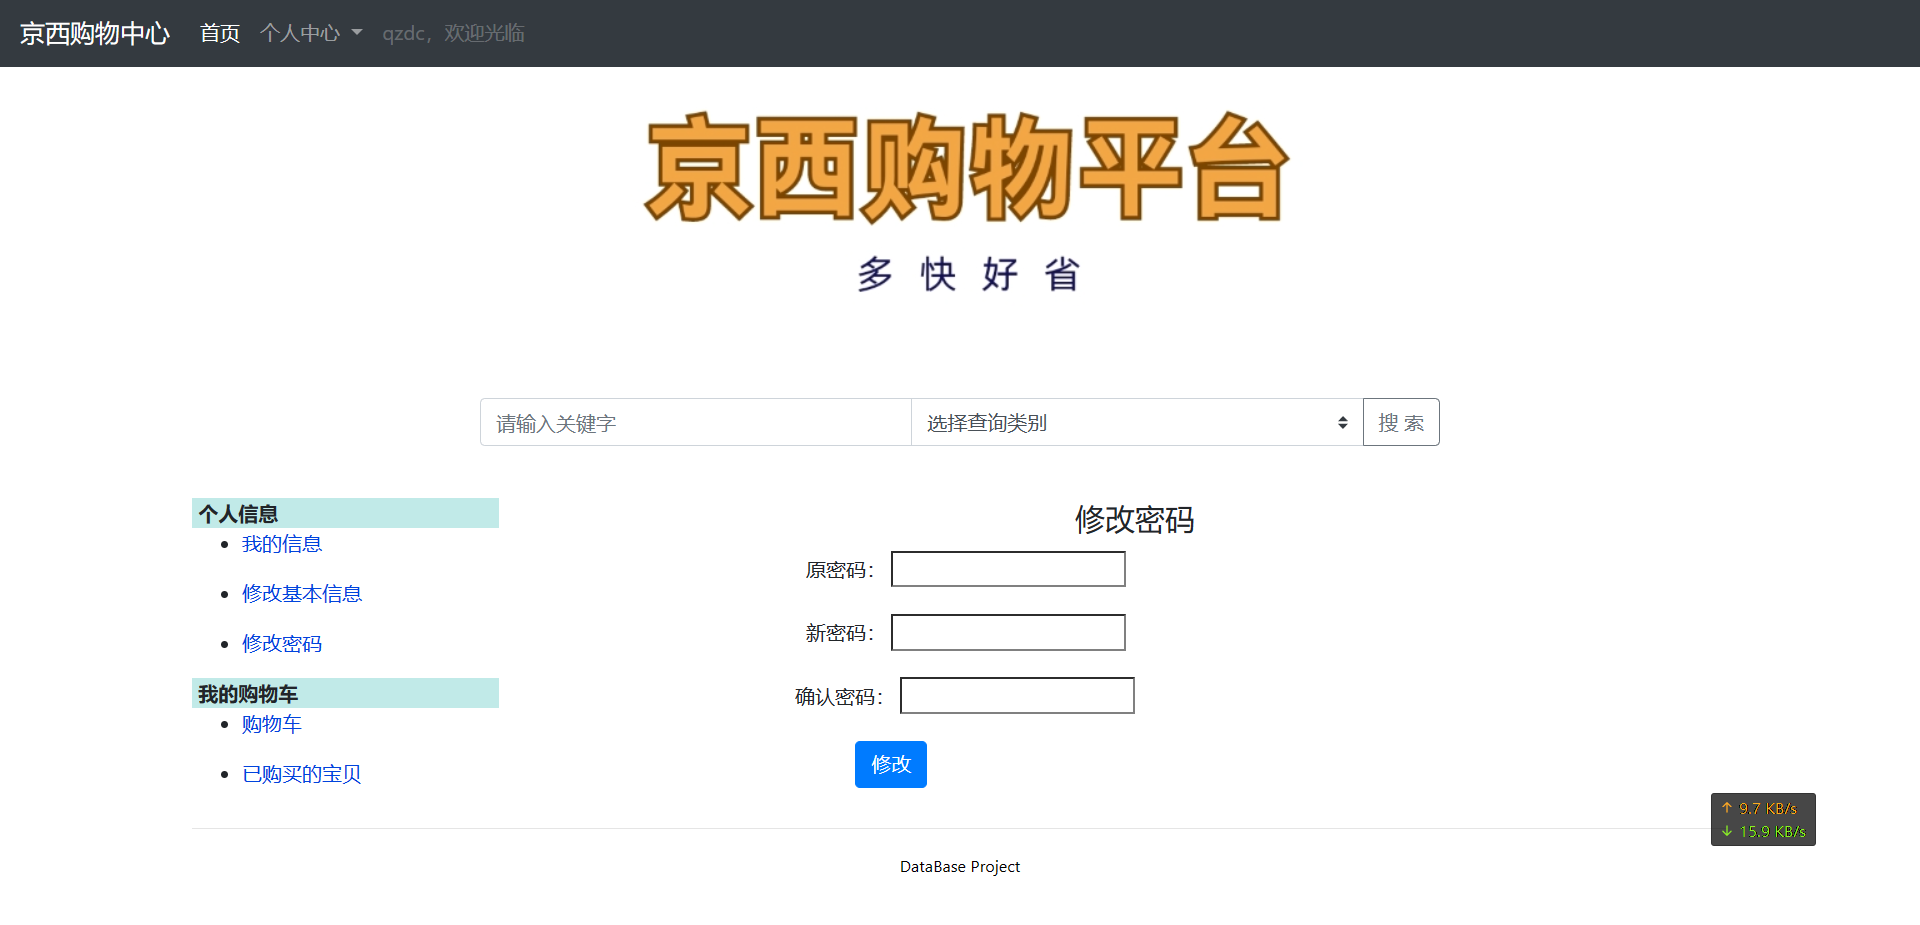 京西购物中心 首页 个人中心 qzdc，欢迎光临
京西购物平台
多 快 好 省
请输入关键字 选择查询类别 搜 索
个人信息
我的信息
修改基本信息
修改密码
我的购物车
购物车
已购买的宝贝
修改密码
原密码：
新密码：
确认密码：
修改
↑ 9.7 KB/s
↓ 15.9 KB/s
DataBase Project